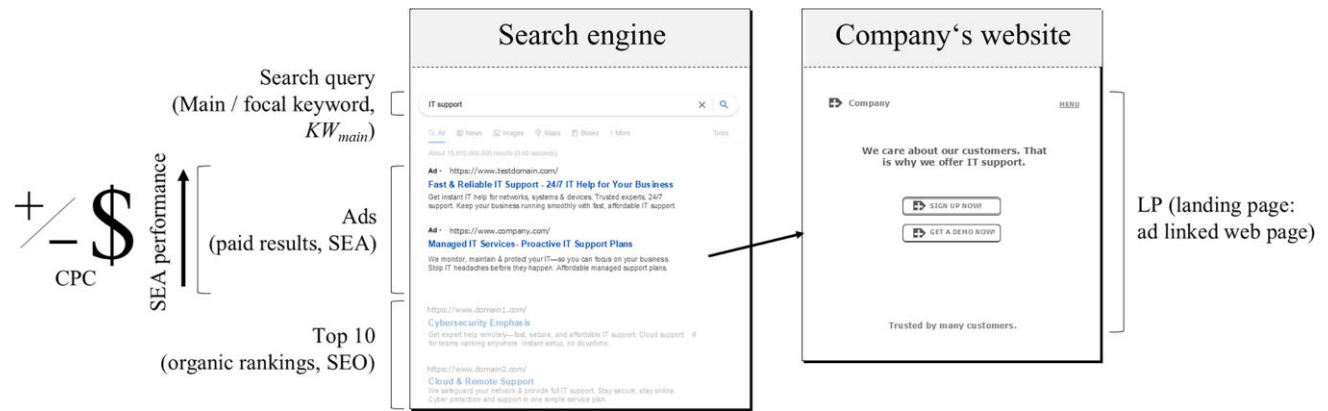 Search engine
Company‘s website
Search query
(Main / focal keyword,
KWmain)
IT support
All News Images Maps Books More Tools
About 10,010,000,000 results (0.60 seconds)
Ad · https://www.testdomain.com/
Fast & Reliable IT Support - 24/7 IT Help for Your Business
Get instant IT help for networks, systems & devices. Trusted experts, 24/7
support. Keep your business running smoothly with fast, affordable IT support.
Ad · https://www.company.com/
Managed IT Services- Proactive IT Support Plans
We monitor, maintain & protect your IT—so you can focus on your business.
Stop IT headaches before they happen. Affordable managed support plans.
https://www.domain1.com/
Cybersecurity Emphasis
Get expert help remotely—fast, secure, and affordable IT support. Cloud support
for teams working anywhere. Instant setup, no downtime.
https://www.domain2.com/
Cloud & Remote Support
We safeguard your network & provide full IT support. Stay secure, stay online.
Cyber protection and support in one simple service plan.
+/– $
CPC
SEA performance
Ads
(paid results, SEA)
Top 10
(organic rankings, SEO)
Company MENU
We care about our customers. That
is why we offer IT support.
SIGN UP NOW!
GET A DEMO NOW!
Trusted by many customers.
LP (landing page:
ad linked web page)